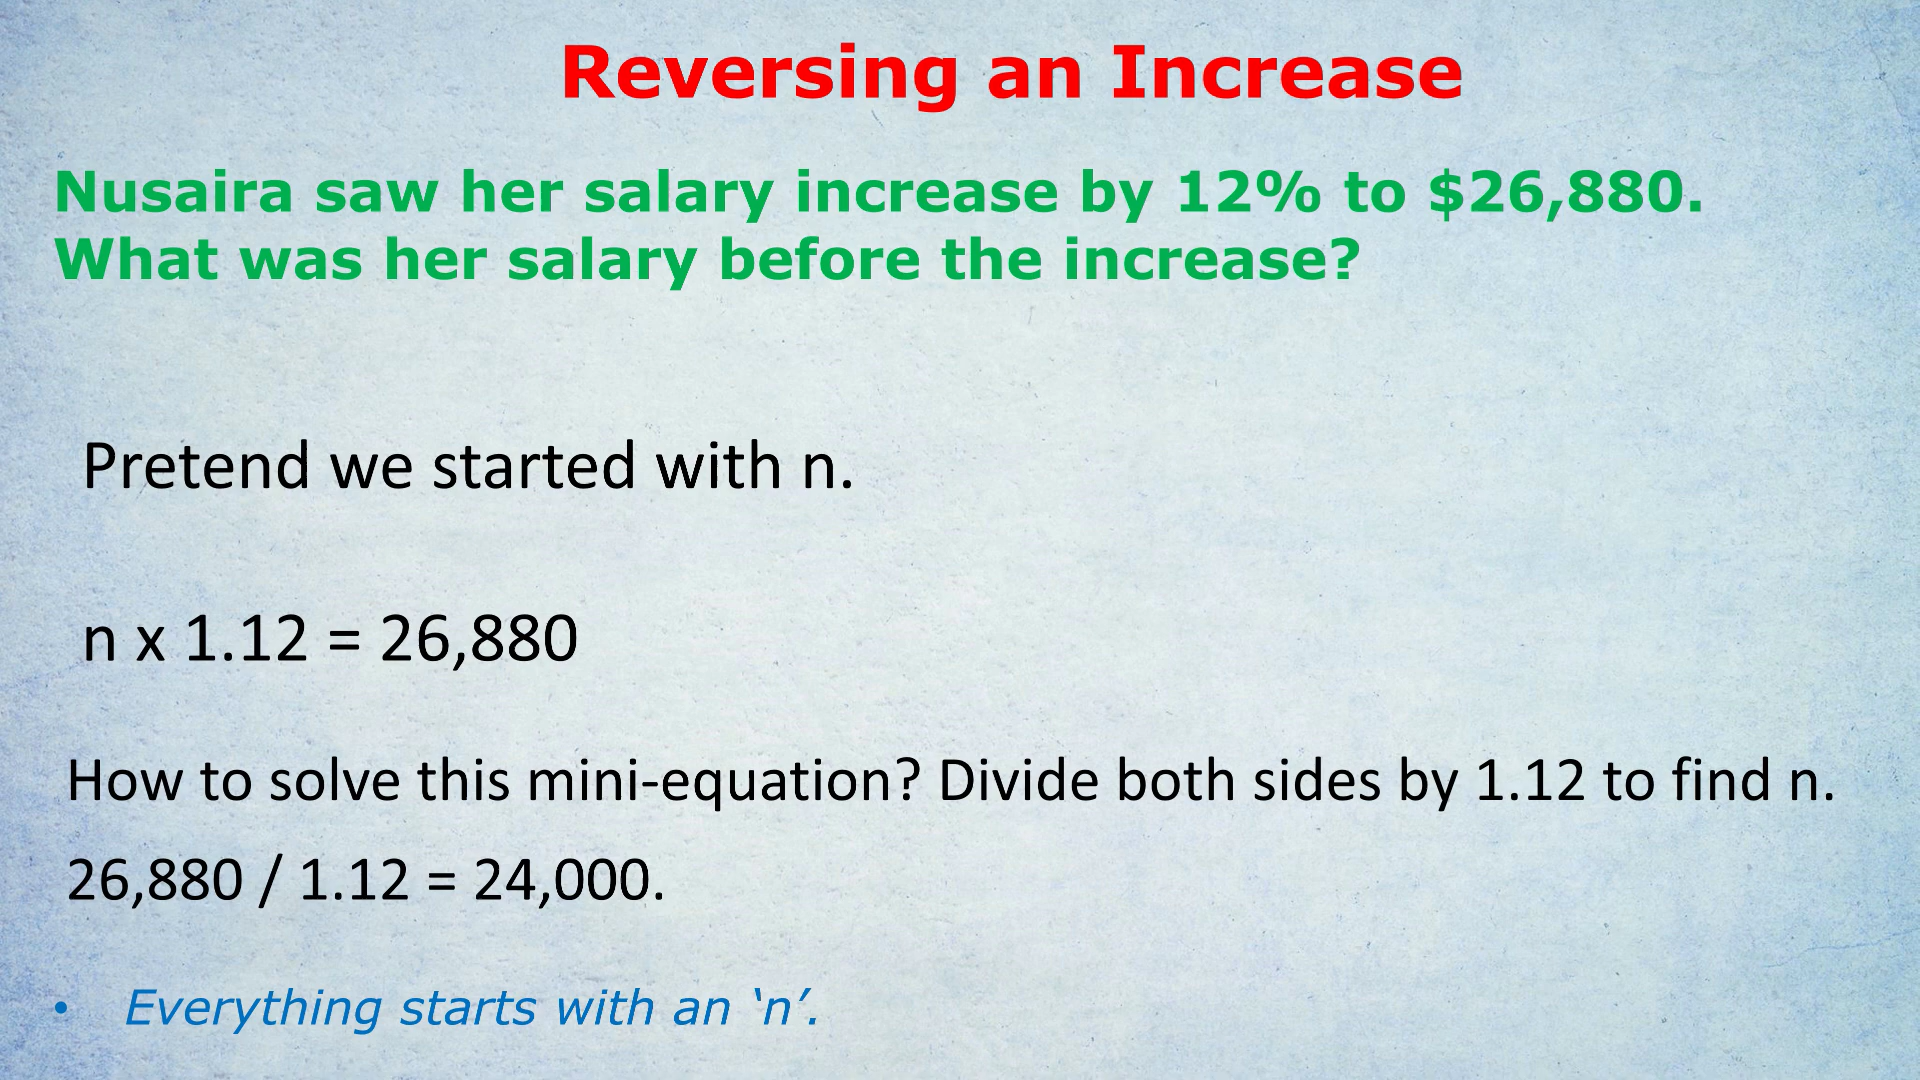 Reversing an Increase
Nusaira saw her salary increase by 12% to $26,880.
What was her salary before the increase?
Pretend we started with n.
n x 1.12 = 26,880
How to solve this mini-equation? Divide both sides by 1.12 to find n.
26,880 / 1.12 = 24,000.
• Everything starts with an ‘n’.